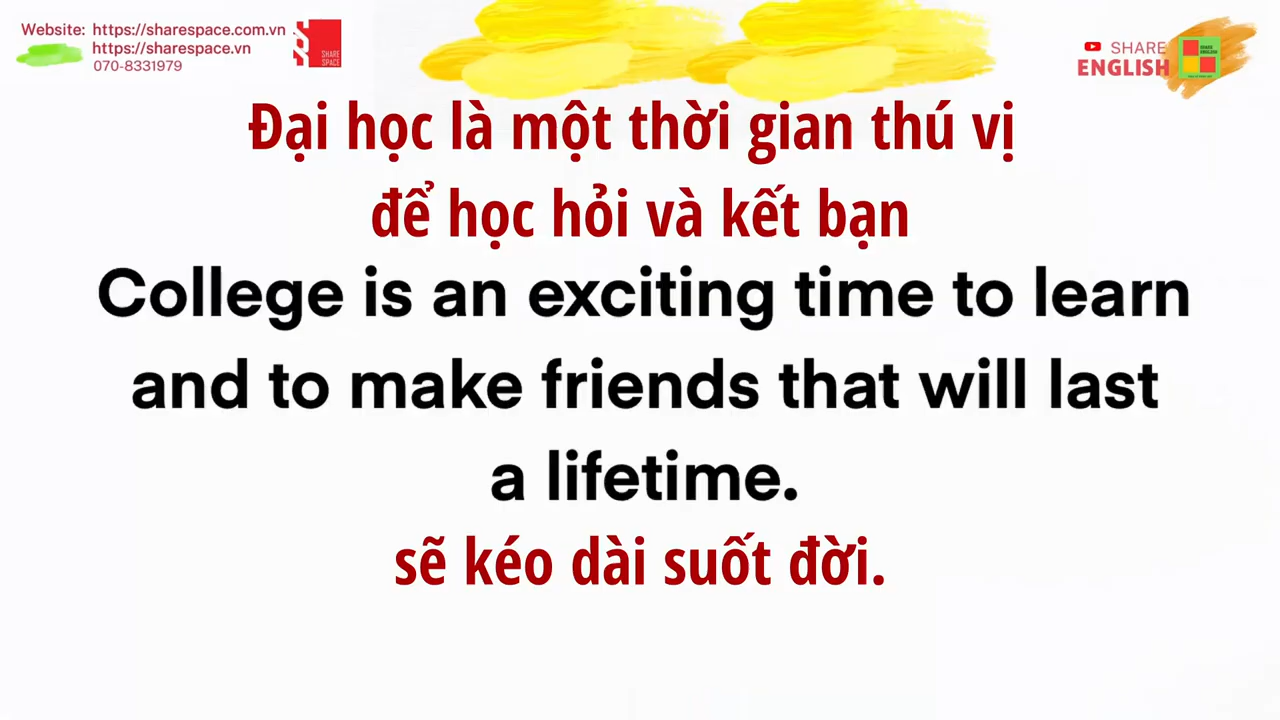 Website: https://sharespace.com.vn
https://sharespace.vn
070-8331979
SHARE
SPACE
SHARE
ENGLISH
Đại học là một thời gian thú vị
để học hỏi và kết bạn
College is an exciting time to learn
and to make friends that will last
a lifetime.
sẽ kéo dài suốt đời.